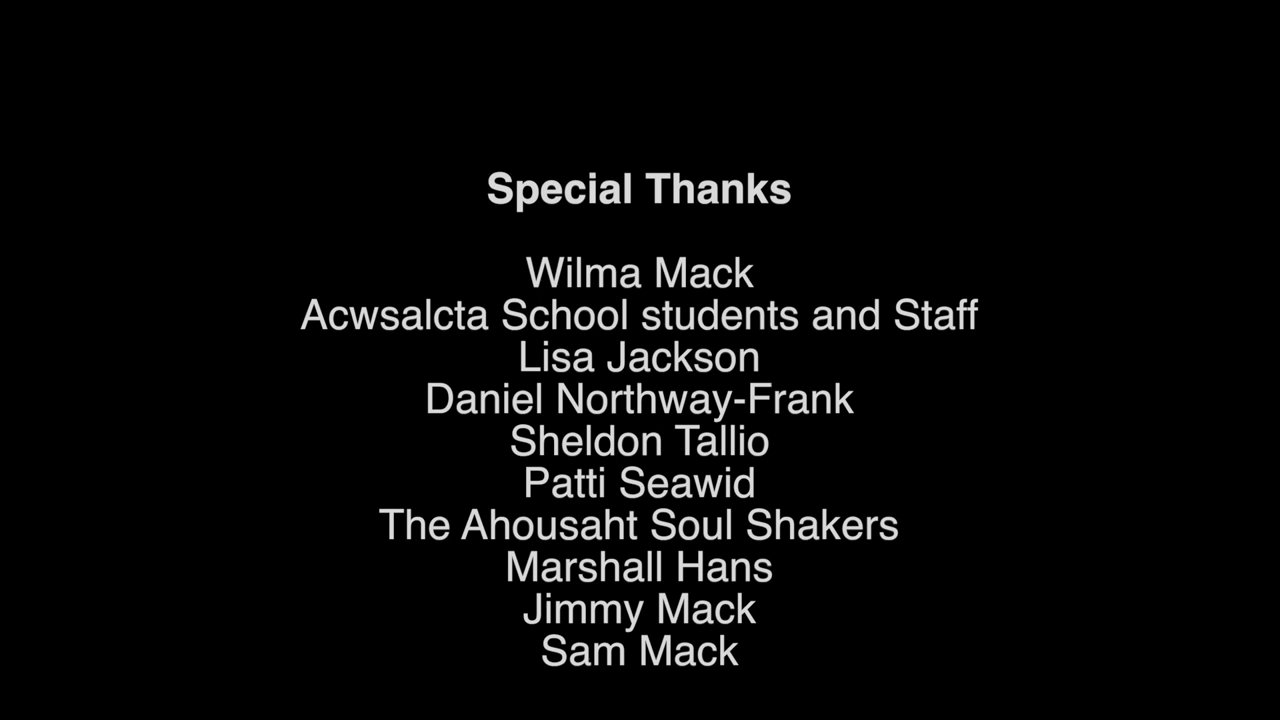 Special Thanks
Wilma Mack
Acwsalcta School students and Staff
Lisa Jackson
Daniel Northway-Frank
Sheldon Tallio
Patti Seawid
The Ahousaht Soul Shakers
Marshall Hans
Jimmy Mack
Sam Mack